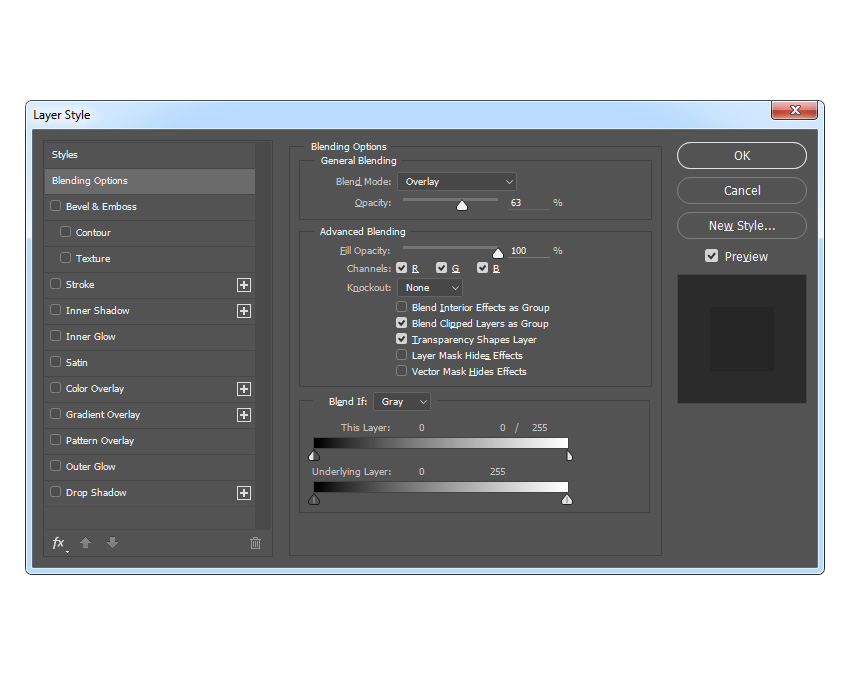 Layer Style
Styles
Blending Options
Bevel & Emboss
Contour
Texture
Stroke
Inner Shadow
Inner Glow
Satin
Color Overlay
Gradient Overlay
Pattern Overlay
Outer Glow
Drop Shadow
fx
Blending Options
General Blending
Blend Mode: Overlay
Opacity: 63 %
Advanced Blending
Fill Opacity: 100 %
Channels: R G B
Knockout: None
Blend Interior Effects as Group
Blend Clipped Layers as Group
Transparency Shapes Layer
Layer Mask Hides Effects
Vector Mask Hides Effects
Blend If: Gray
This Layer: 0 0 / 255
Underlying Layer: 0 255
OK
Cancel
New Style...
Preview